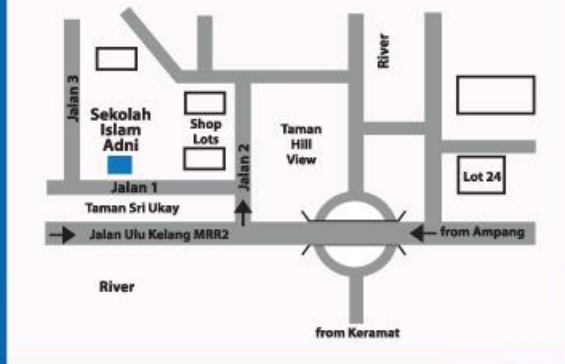 River
Jalan 3
Sekolah
Islam
Adni
Shop
Lots
Jalan 2
Taman
Hill
View
Lot 24
Jalan 1
Taman Sri Ukay
Jalan Ulu Kelang MRR2
from Ampang
River
from Keramat